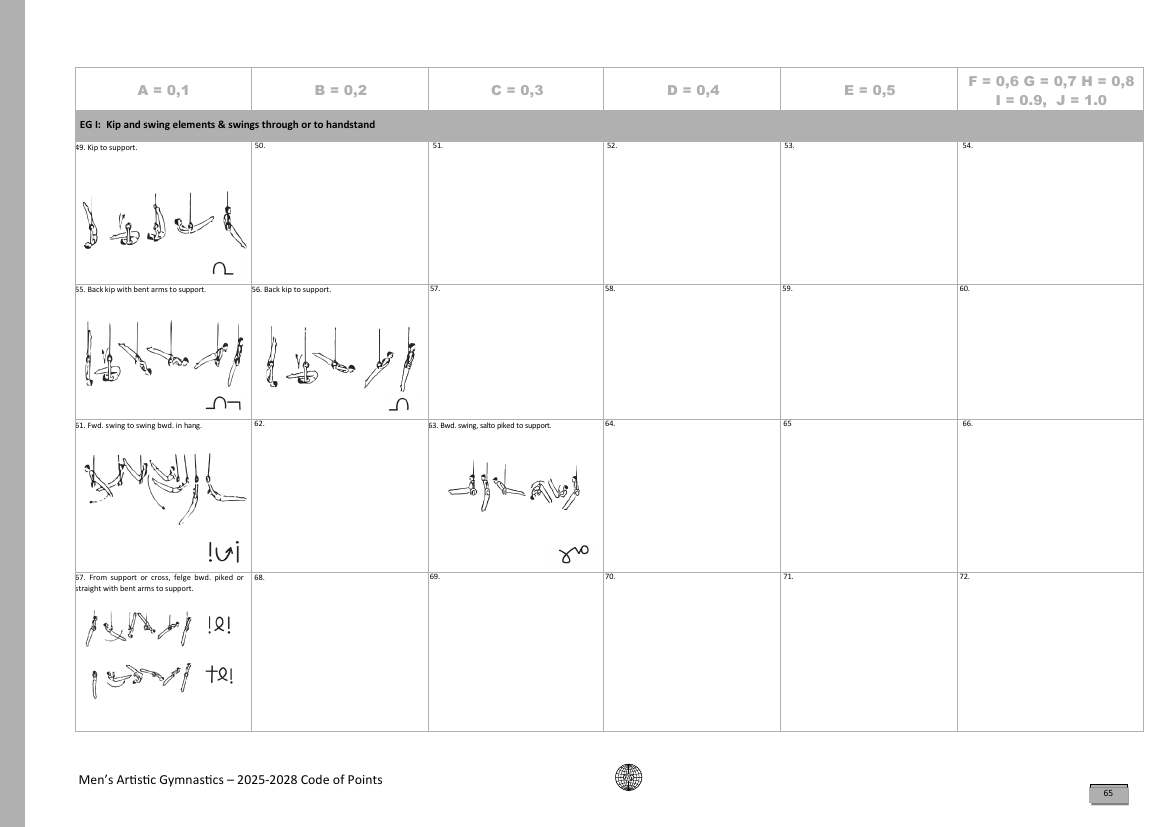 A = 0,1
B = 0,2
C = 0,3
D = 0,4
E = 0,5
F = 0,6 G = 0,7 H = 0,8
I = 0.9, J = 1.0
EG I: Kip and swing elements & swings through or to handstand
49. Kip to support.
50.
51.
52.
53.
54.
55. Back kip with bent arms to support.
56. Back kip to support.
57.
58.
59.
60.
61. Fwd. swing to swing bwd. in hang.
62.
63. Bwd. swing, salto piked to support.
64.
65
66.
67. From support or cross, felge bwd. piked or
straight with bent arms to support.
68.
69.
70.
71.
72.
Men's Artistic Gymnastics – 2025-2028 Code of Points
65